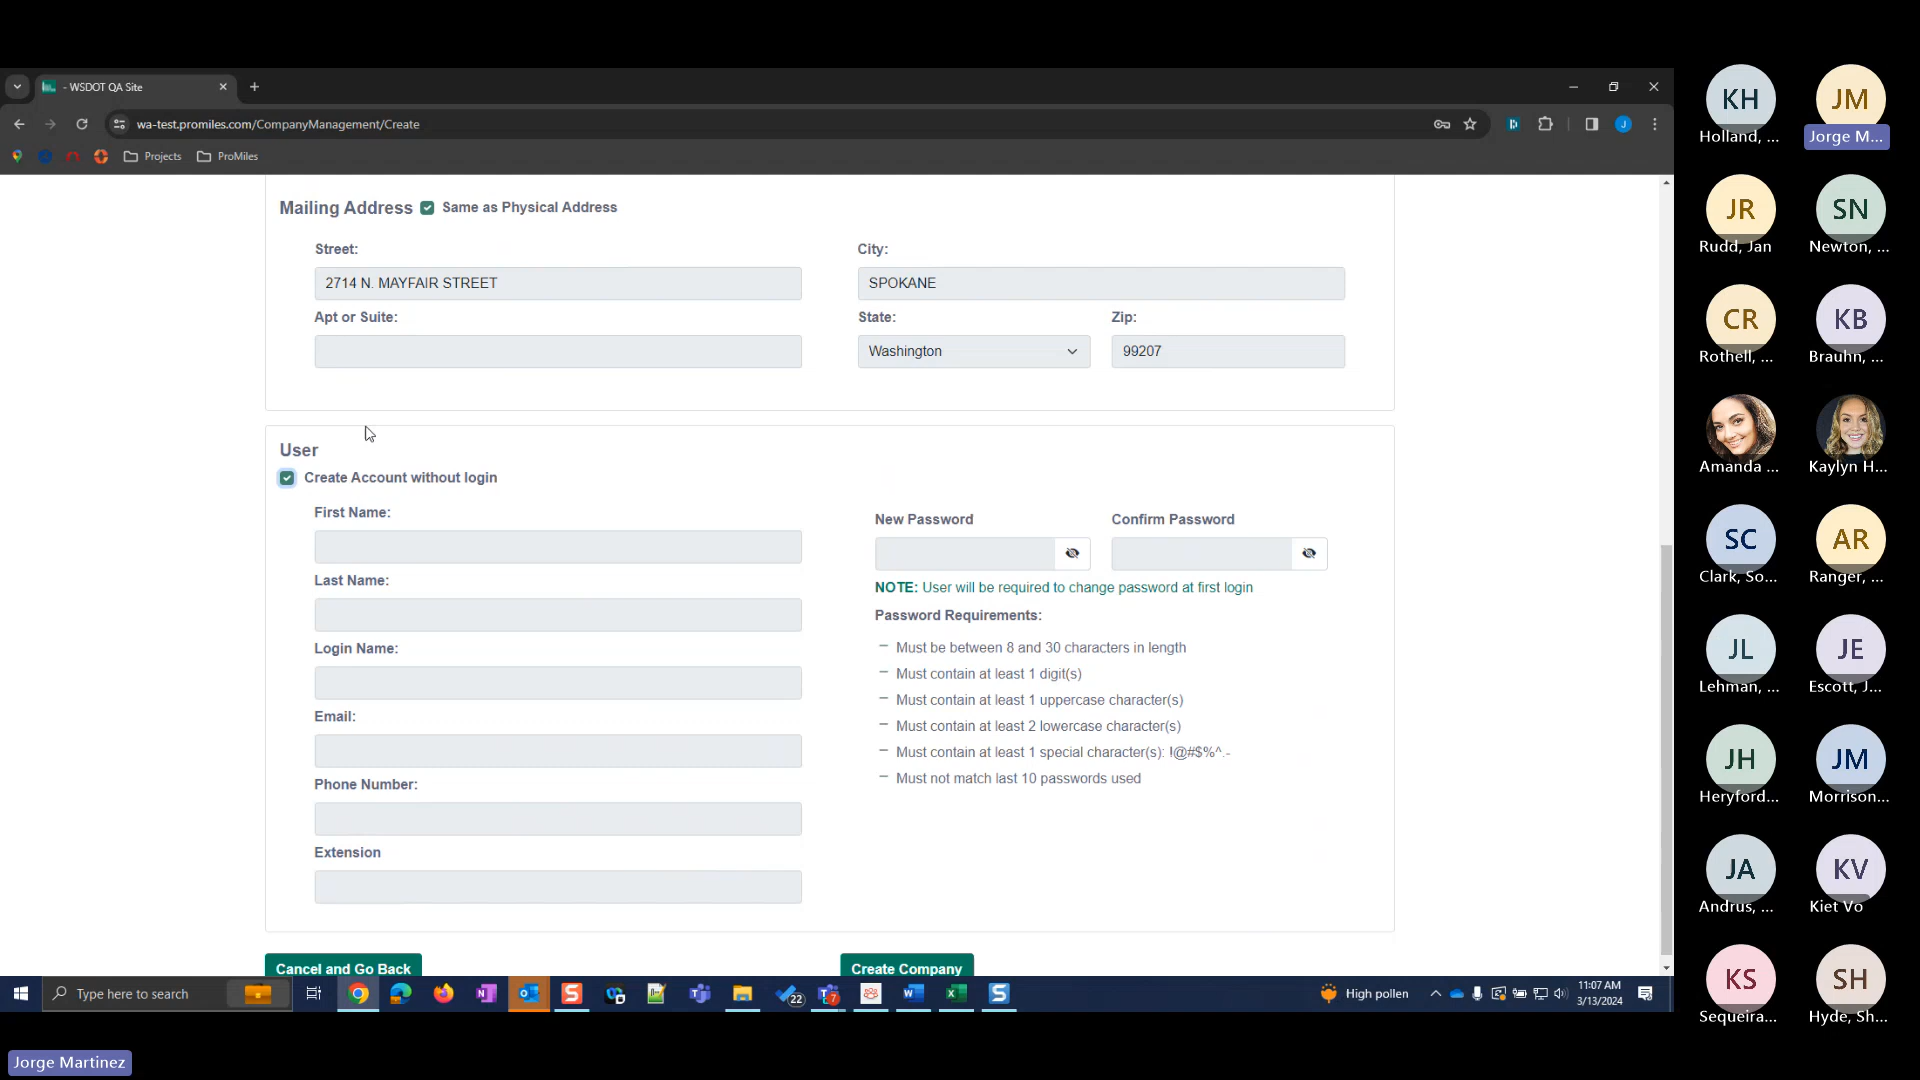 - WSDOT QA Site
wa-test.promiles.com/CompanyManagement/Create
Projects
ProMiles
Mailing Address Same as Physical Address
Street:
City:
2714 N. MAYFAIR STREET
SPOKANE
Apt or Suite:
State:
Zip:
Washington
99207
User
Create Account without login
First Name:
New Password
Confirm Password
NOTE: User will be required to change password at first login
Last Name:
Password Requirements:
Must be between 8 and 30 characters in length
Login Name:
Must contain at least 1 digit(s)
Must contain at least 1 uppercase character(s)
Email:
Must contain at least 2 lowercase character(s)
Must contain at least 1 special character(s): !@#$%^.-
Phone Number:
Must not match last 10 passwords used
Extension
Cancel and Go Back
Create Company
Type here to search
22
7
High pollen
11:07 AM
3/13/2024
KH
Holland, ...
JM
Jorge M...
JR
Rudd, Jan
SN
Newton, ...
CR
Rothell, ...
KB
Brauhn, ...
Amanda ...
Kaylyn H...
SC
Clark, So...
AR
Ranger, ...
JL
Lehman, ...
JE
Escott, J...
JH
Heryford...
JM
Morrison...
JA
Andrus, ...
KV
Kiet Vo
KS
Sequeira...
SH
Hyde, Sh...
Jorge Martinez